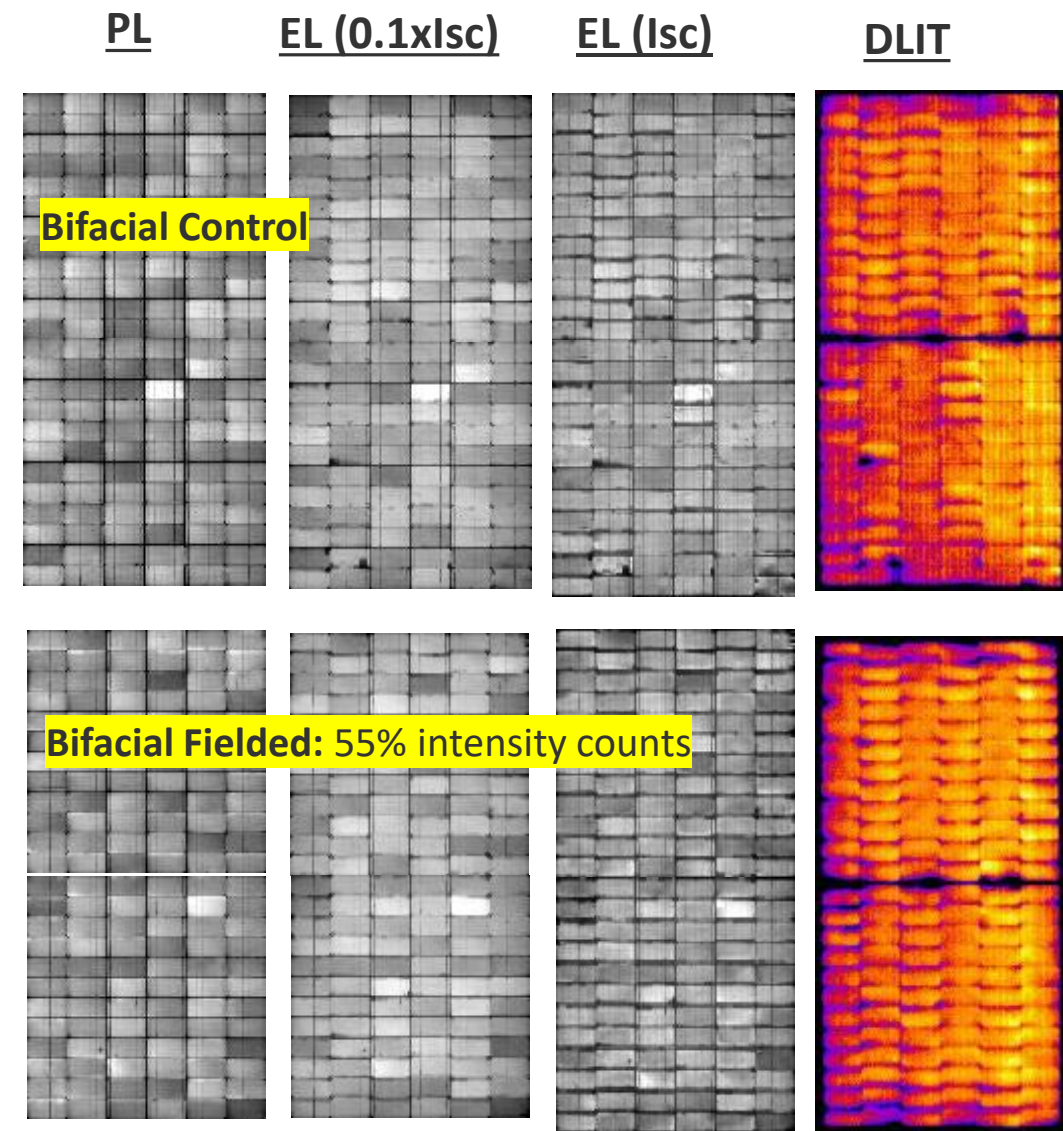 PL EL (0.1xIsc) EL (Isc) DLIT
Bifacial Control
Bifacial Fielded: 55% intensity counts